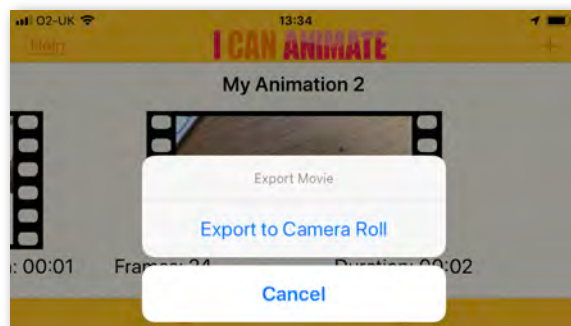 O2-UK 13:34
Help I CAN ANIMATE +
My Animation 2
Export Movie
Export to Camera Roll
: 00:01 Frames: 24 Duration: 00:02
Cancel